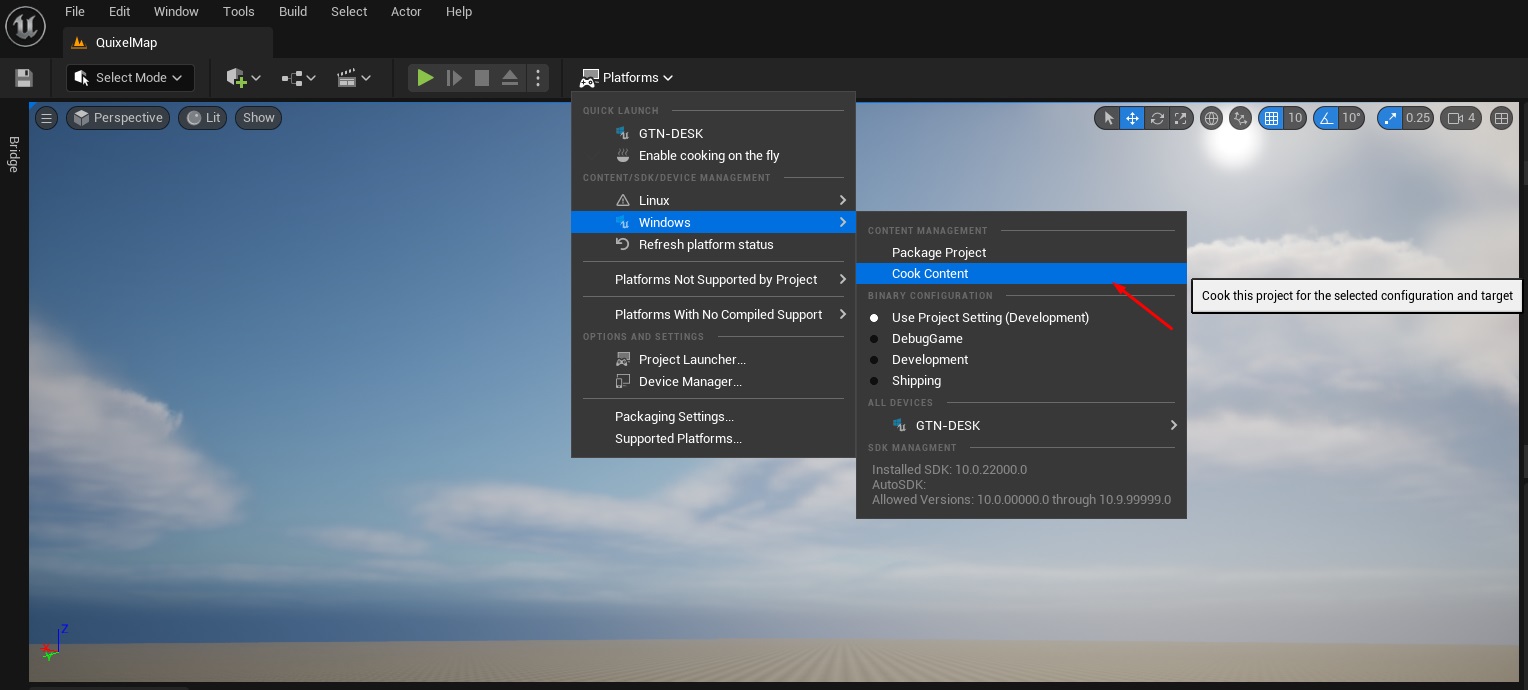 File Edit Window Tools Build Select Actor Help
QuixelMap
Select Mode
Platforms
Perspective Lit Show
10 10° 0.25 4
Bridge
QUICK LAUNCH
GTN-DESK
Enable cooking on the fly
CONTENT/SDK/DEVICE MANAGEMENT
Linux
Windows
Refresh platform status
Platforms Not Supported by Project
Platforms With No Compiled Support
OPTIONS AND SETTINGS
Project Launcher...
Device Manager...
Packaging Settings...
Supported Platforms...
CONTENT MANAGEMENT
Package Project
Cook Content
Cook this project for the selected configuration and target
BINARY CONFIGURATION
Use Project Setting (Development)
DebugGame
Development
Shipping
ALL DEVICES
GTN-DESK
SDK MANAGMENT
Installed SDK: 10.0.22000.0
AutoSDK:
Allowed Versions: 10.0.00000.0 through 10.9.99999.0
Z